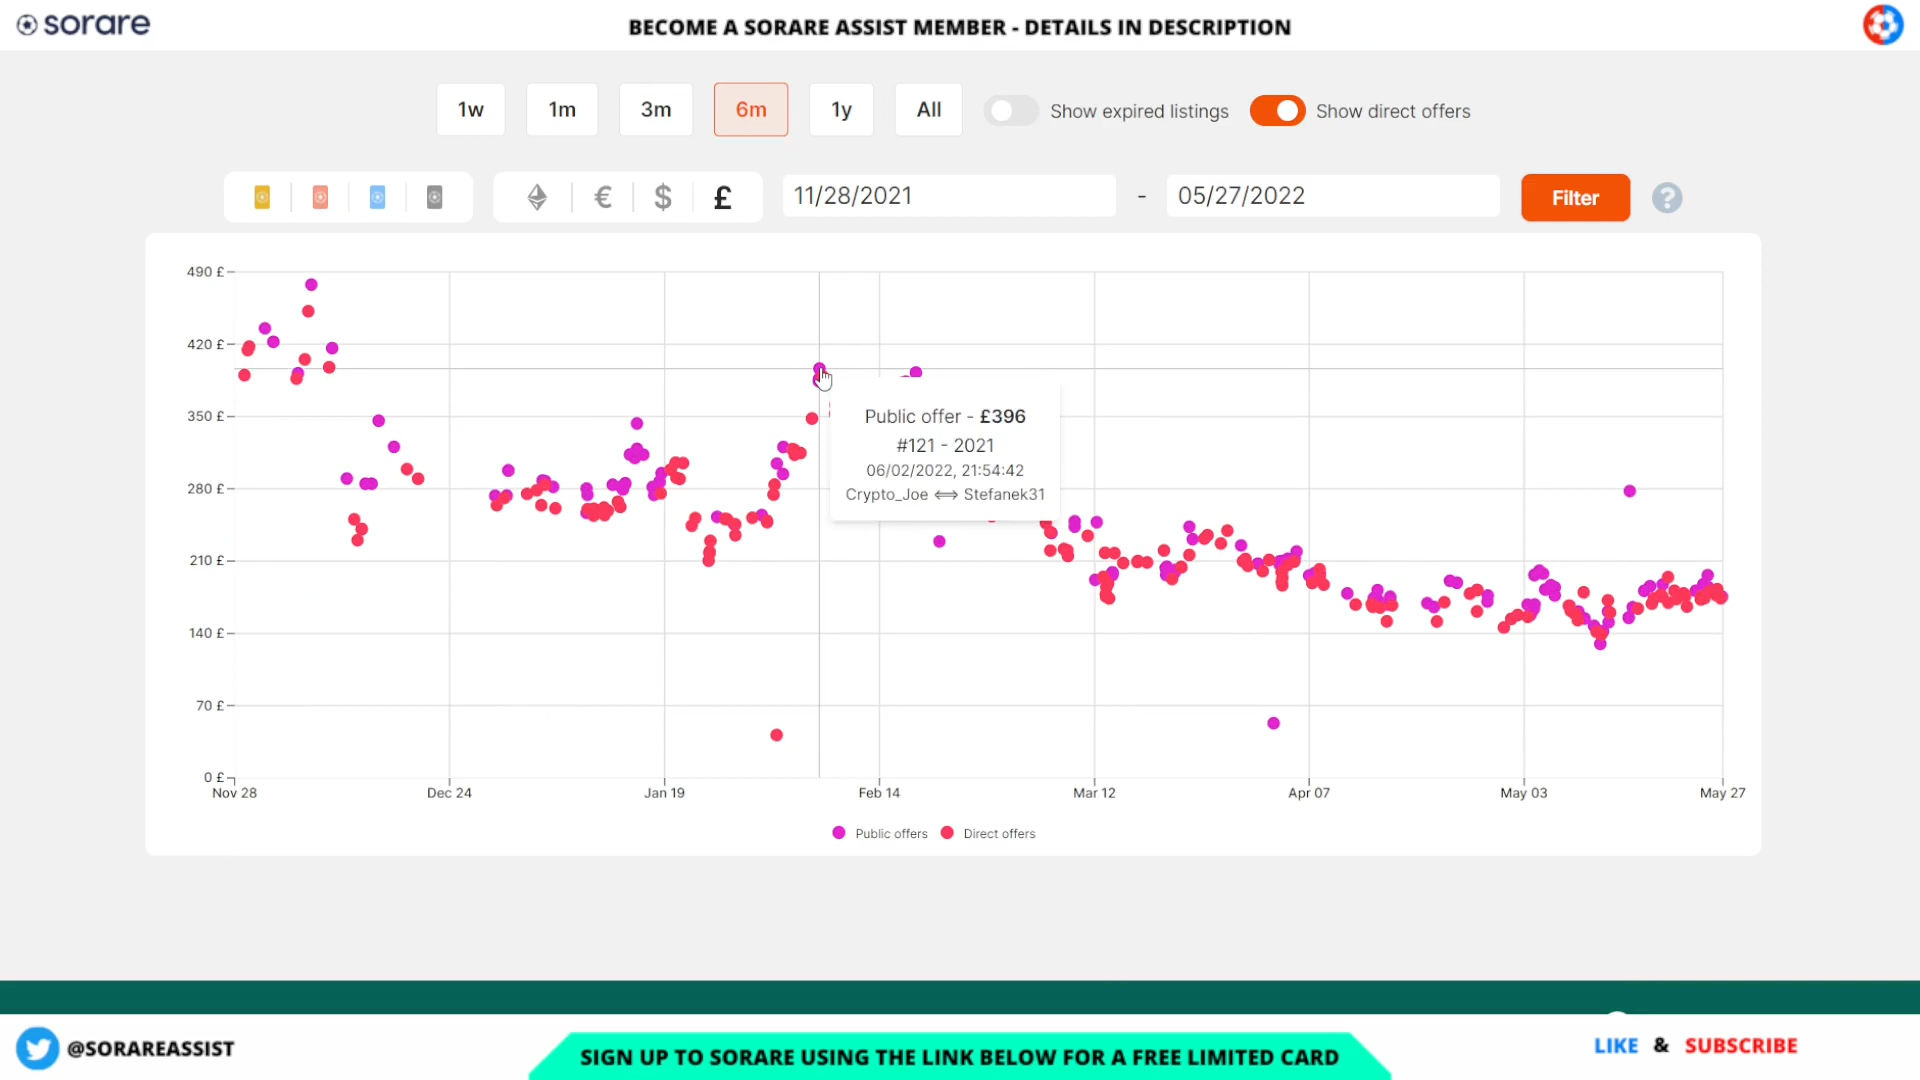 sorare
BECOME A SORARE ASSIST MEMBER - DETAILS IN DESCRIPTION
1w 1m 3m 6m 1y All Show expired listings Show direct offers
€ $ £ 11/28/2021 - 05/27/2022 Filter ?
490 £
420 £
350 £
280 £
210 £
140 £
70 £
0 £
Public offer - £396
#121 - 2021
06/02/2022, 21:54:42
Crypto_Joe ⟺ Stefanek31
Nov 28 Dec 24 Jan 19 Feb 14 Mar 12 Apr 07 May 03 May 27
Public offers Direct offers
@SORAREASSIST
SIGN UP TO SORARE USING THE LINK BELOW FOR A FREE LIMITED CARD
LIKE & SUBSCRIBE